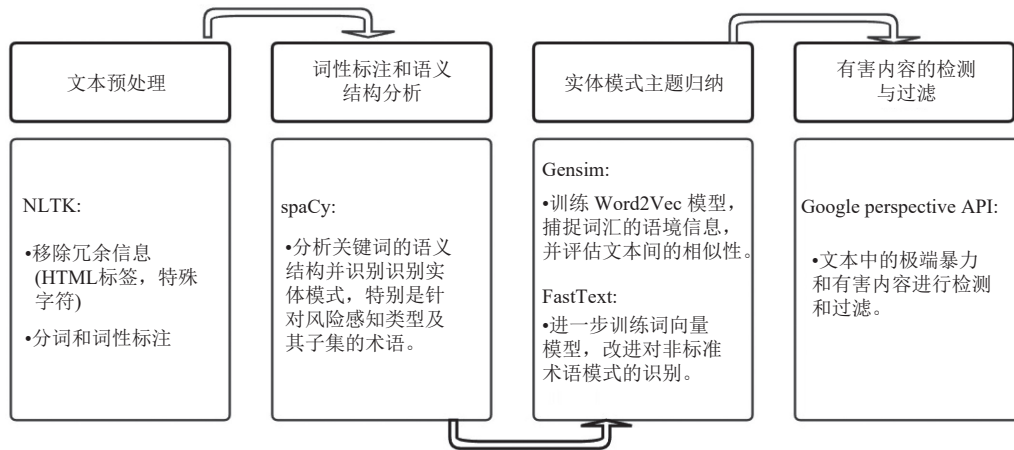 文本预处理
词性标注和语义
结构分析
实体模式主题归纳
有害内容的检测
与过滤
NLTK:
•移除冗余信息
(HTML标签，特殊
字符)
•分词和词性标注
spaCy:
•分析关键词的语义
结构并识别识别实
体模式，特别是针
对风险感知类型及
其子集的术语。
Gensim:
•训练 Word2Vec 模型，
捕捉词汇的语境信息，
并评估文本间的相似性。
FastText:
•进一步训练词向量
模型，改进对非标准
术语模式的识别。
Google perspective API:
•文本中的极端暴力
和有害内容进行检测
和过滤。